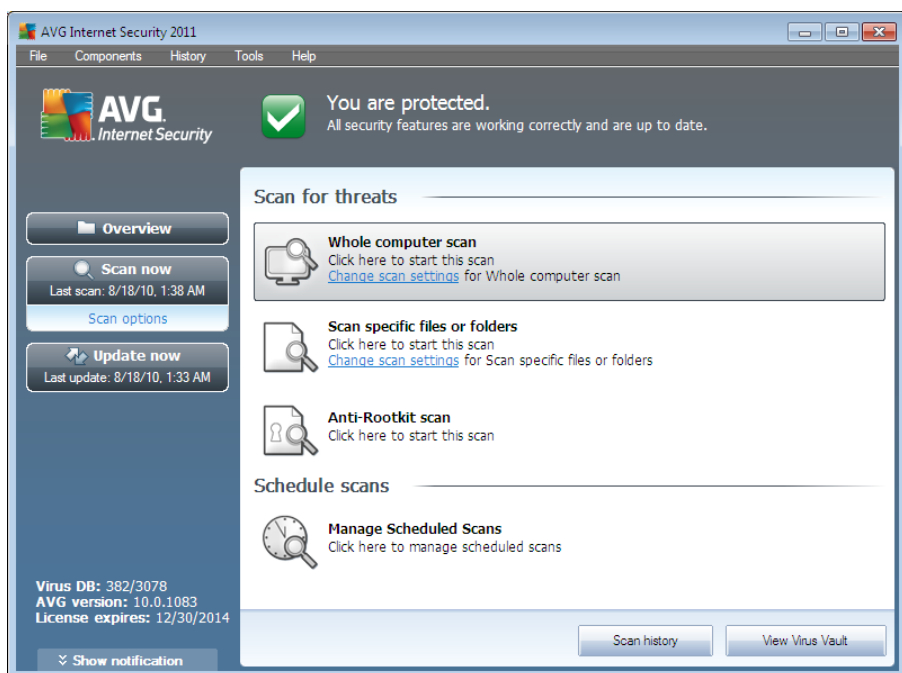 AVG Internet Security 2011
File Components History Tools Help
AVG.
Internet Security
You are protected.
All security features are working correctly and are up to date.
Overview
Scan now
Last scan: 8/18/10, 1:38 AM
Scan options
Update now
Last update: 8/18/10, 1:33 AM
Virus DB: 382/3078
AVG version: 10.0.1083
License expires: 12/30/2014
Show notification
Scan for threats
Whole computer scan
Click here to start this scan
Change scan settings for Whole computer scan
Scan specific files or folders
Click here to start this scan
Change scan settings for Scan specific files or folders
Anti-Rootkit scan
Click here to start this scan
Schedule scans
Manage Scheduled Scans
Click here to manage scheduled scans
Scan history
View Virus Vault